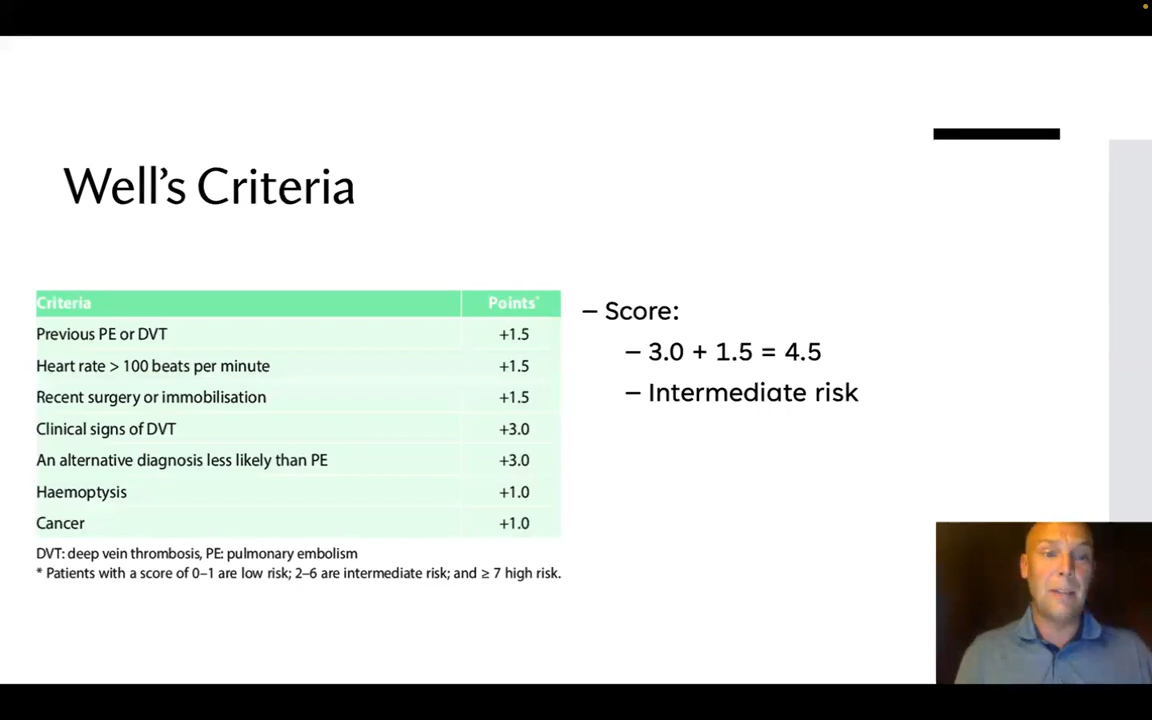 Well's Criteria
Criteria Points*
Previous PE or DVT +1.5
Heart rate > 100 beats per minute +1.5
Recent surgery or immobilisation +1.5
Clinical signs of DVT +3.0
An alternative diagnosis less likely than PE +3.0
Haemoptysis +1.0
Cancer +1.0
DVT: deep vein thrombosis, PE: pulmonary embolism
* Patients with a score of 0–1 are low risk; 2–6 are intermediate risk; and ≥ 7 high risk.
– Score:
– 3.0 + 1.5 = 4.5
– Intermediate risk